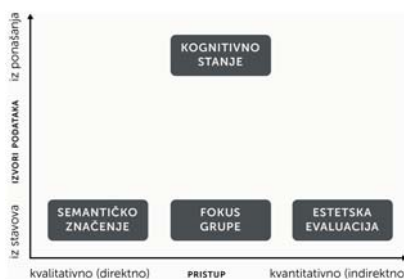 iz ponašanja
KOGNITIVNO
STANJE
IZVORI PODATAKA
iz stavova
SEMANTIČKO
ZNAČENJE
FOKUS
GRUPE
ESTETSKA
EVALUACIJA
kvalitativno (direktno)
PRISTUP
kvantitativno (indirektno